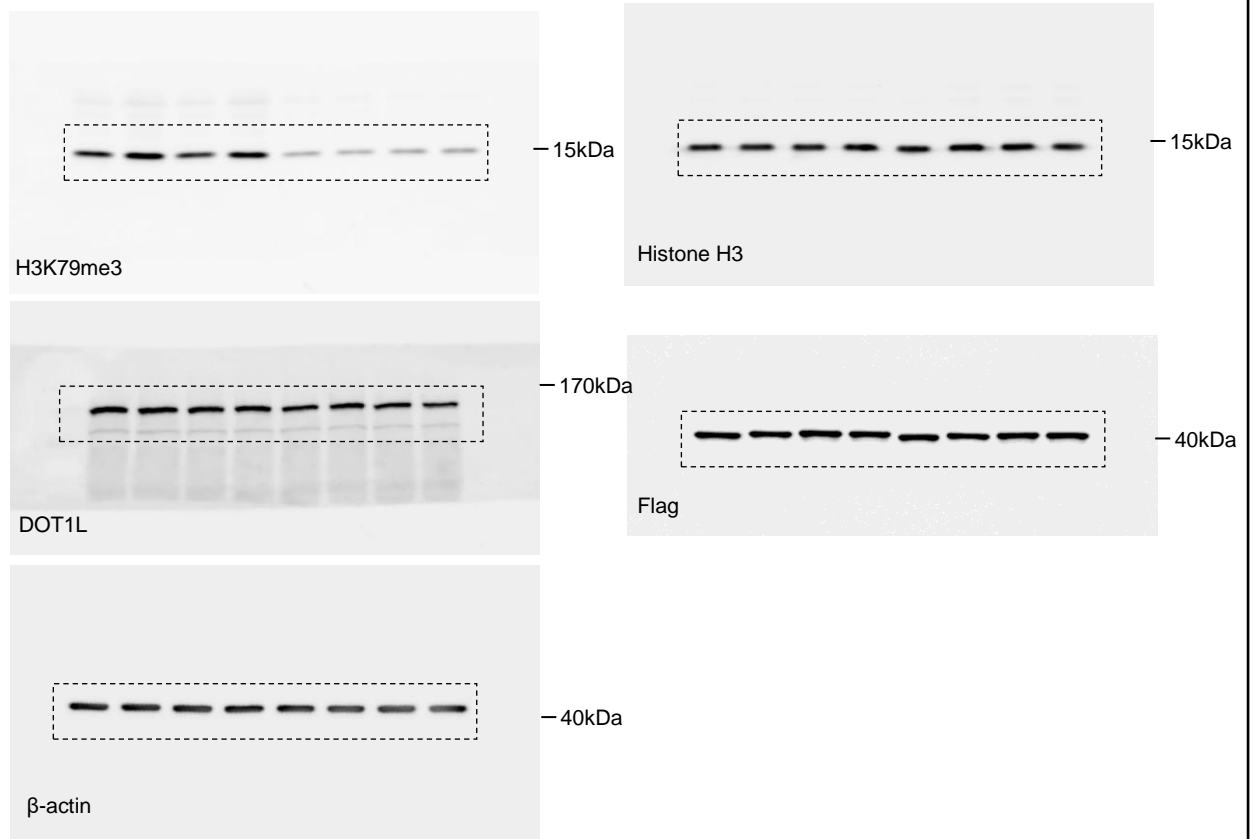 15kDa
H3K79me3
15kDa
Histone H3
170kDa
DOT1L
40kDa
Flag
40kDa
β-actin